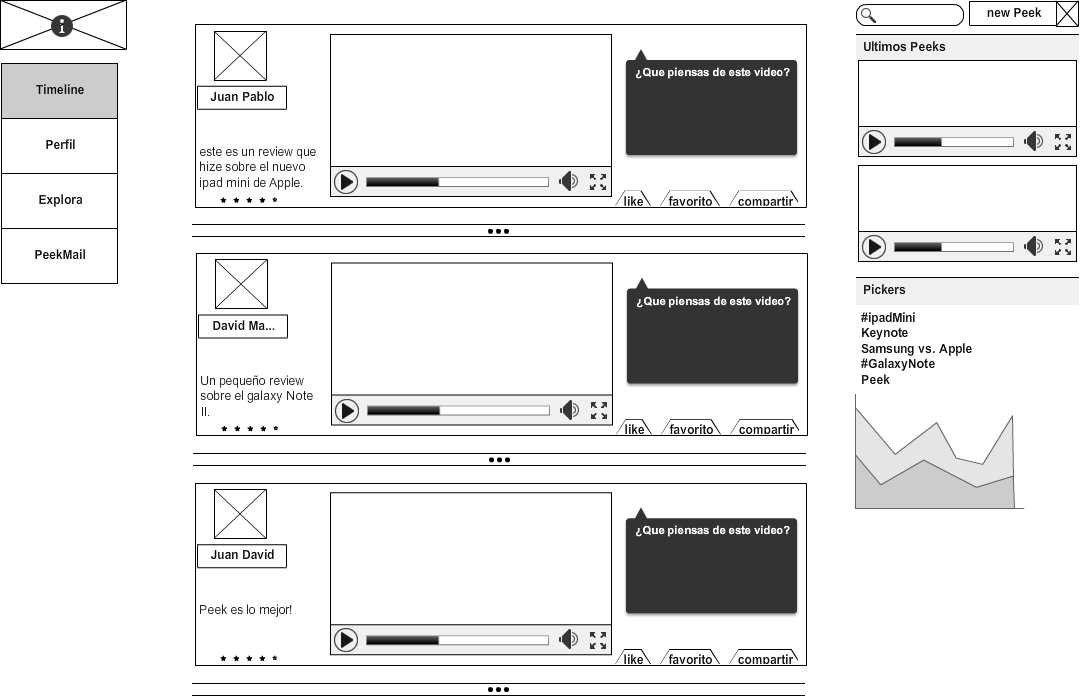 Timeline
Perfil
Explora
PeekMail
Juan Pablo
este es un review que
hize sobre el nuevo
ipad mini de Apple.
¿Que piensas de este video?
like
favorito
compartir
David Ma...
Un pequeño review
sobre el galaxy Note
II.
¿Que piensas de este video?
like
favorito
compartir
Juan David
Peek es lo mejor!
¿Que piensas de este video?
like
favorito
compartir
new Peek
Ultimos Peeks
Pickers
#ipadMini
Keynote
Samsung vs. Apple
#GalaxyNote
Peek